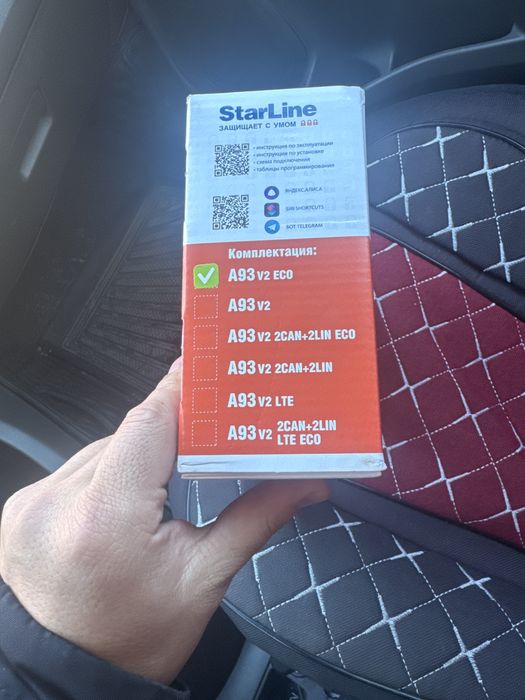 StarLine
ЗАЩИЩАЕТ С УМОМ
• инструкция по эксплуатации
• инструкция по установке
• схема подключения
• таблицы программирования
ЯНДЕКС.АЛИСА
SIRI SHORTCUTS
БОТ TELEGRAM
Комплектация:
A93 V2 ECO
A93 V2
A93 V2 2CAN+2LIN ECO
A93 V2 2CAN+2LIN
A93 V2 LTE
A93 V2 2CAN+2LIN
LTE ECO